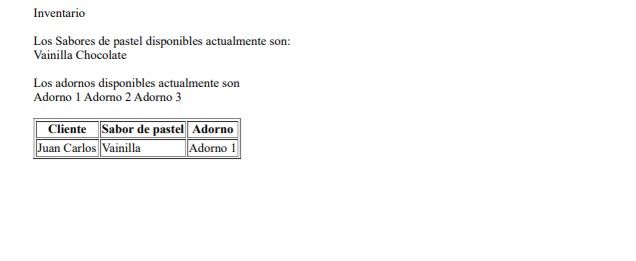 Inventario
Los Sabores de pastel disponibles actualmente son:
Vainilla Chocolate
Los adornos disponibles actualmente son
Adorno 1 Adorno 2 Adorno 3
Cliente Sabor de pastel Adorno
Juan Carlos Vainilla Adorno 1